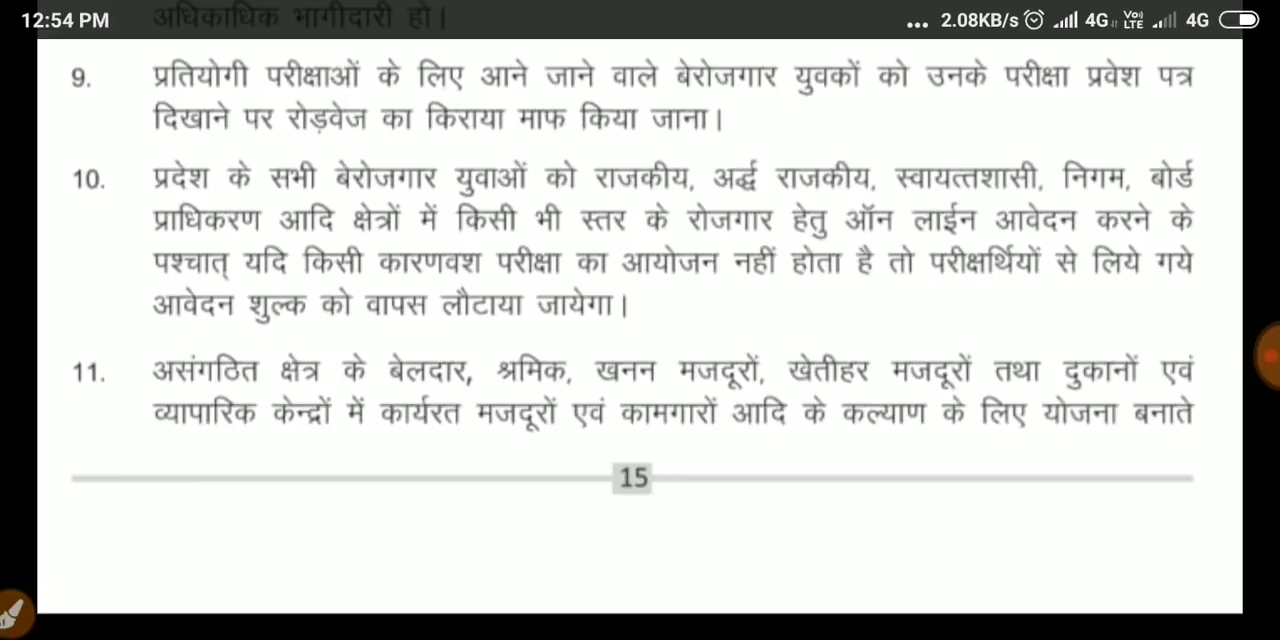 12:54 PM ... 2.08KB/s 4G Vo) LTE 4G
अधिकाधिक भागीदारी हो।
9. प्रतियोगी परीक्षाओं के लिए आने जाने वाले बेरोजगार युवकों को उनके परीक्षा प्रवेश पत्र
दिखाने पर रोड़वेज का किराया माफ किया जाना।
10. प्रदेश के सभी बेरोजगार युवाओं को राजकीय, अर्द्ध राजकीय, स्वायत्तशासी, निगम, बोर्ड
प्राधिकरण आदि क्षेत्रों में किसी भी स्तर के रोजगार हेतु ऑन लाईन आवेदन करने के
पश्चात् यदि किसी कारणवश परीक्षा का आयोजन नहीं होता है तो परीक्षर्थियों से लिये गये
आवेदन शुल्क को वापस लौटाया जायेगा।
11. असंगठित क्षेत्र के बेलदार, श्रमिक, खनन मजदूरों, खेतीहर मजदूरों तथा दुकानों एवं
व्यापारिक केन्द्रों में कार्यरत मजदूरों एवं कामगारों आदि के कल्याण के लिए योजना बनाते
15